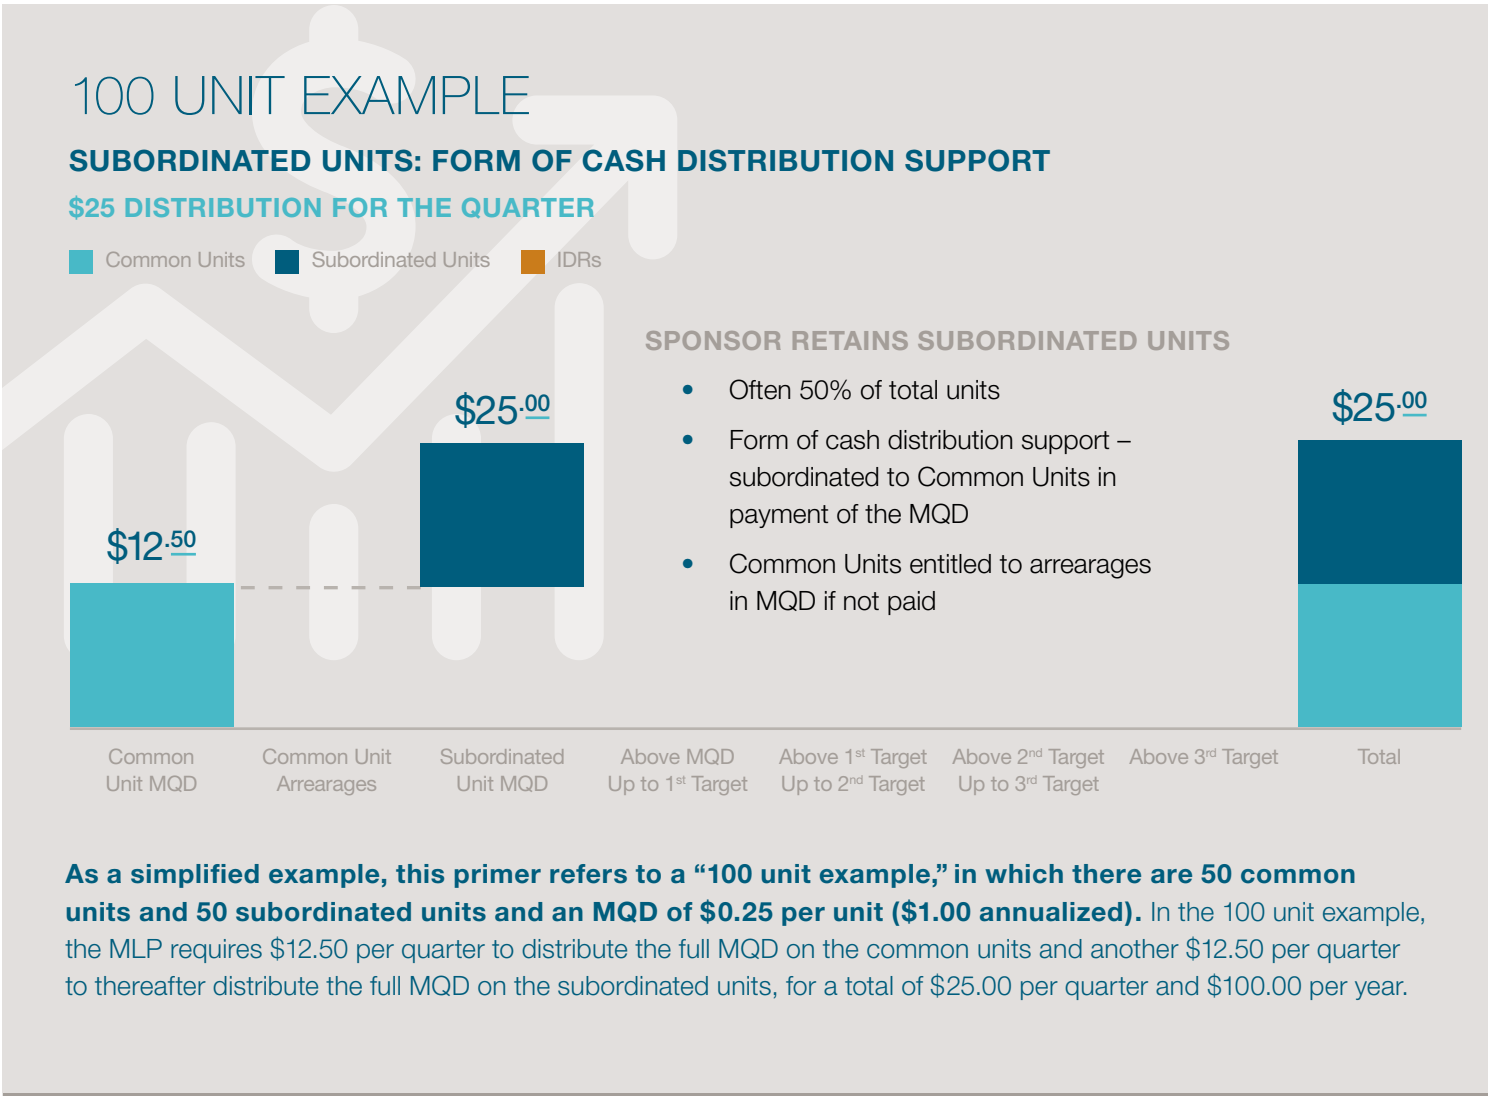 100 UNIT EXAMPLE
SUBORDINATED UNITS: FORM OF CASH DISTRIBUTION SUPPORT
$25 DISTRIBUTION FOR THE QUARTER
Common Units
Subordinated Units
IDRs
SPONSOR RETAINS SUBORDINATED UNITS
• Often 50% of total units
• Form of cash distribution support –
subordinated to Common Units in
payment of the MQD
• Common Units entitled to arrearages
in MQD if not paid
$12.50
$25.00
$25.00
Common
Unit MQD
Common Unit
Arrearages
Subordinated
Unit MQD
Above MQD
Up to 1st Target
Above 1st Target
Up to 2nd Target
Above 2nd Target
Up to 3rd Target
Above 3rd Target
Total
As a simplified example, this primer refers to a “100 unit example,” in which there are 50 common
units and 50 subordinated units and an MQD of $0.25 per unit ($1.00 annualized). In the 100 unit example,
the MLP requires $12.50 per quarter to distribute the full MQD on the common units and another $12.50 per quarter
to thereafter distribute the full MQD on the subordinated units, for a total of $25.00 per quarter and $100.00 per year.